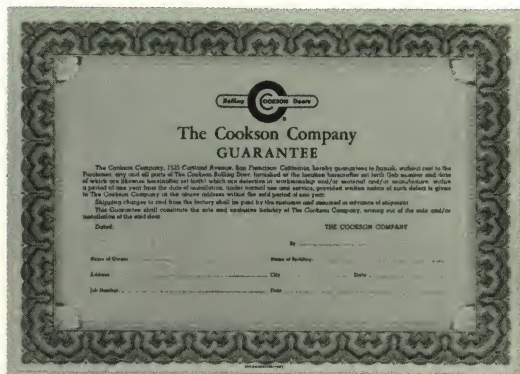 Rolling COOKSON Doors
The Cookson Company
GUARANTEE
The Cookson Company, 1525 Cortland Avenue, San Francisco California, hereby guarantees to furnish, without cost to the
Purchaser, any and all parts of The Cookson Rolling Door, furnished at the location hereinafter set forth (job number and date
of which are likewise hereinafter set forth) which are defective in workmanship and/or material and/or manufacture, within
a period of one year from the date of installation, under normal use and service, provided written notice of such defect is given
to The Cookson Company at the above address within the said period of one year.
Shipping charges to and from the factory shall be paid by the customer and assumed in advance of shipment
This Guarantee shall constitute the sole and exclusive liability of The Cookson Company, arising out of the sale and/or
installation of the said door
Dated: THE COOKSON COMPANY
By
Name of Owner Name of Building
Address City State
Job Number Date